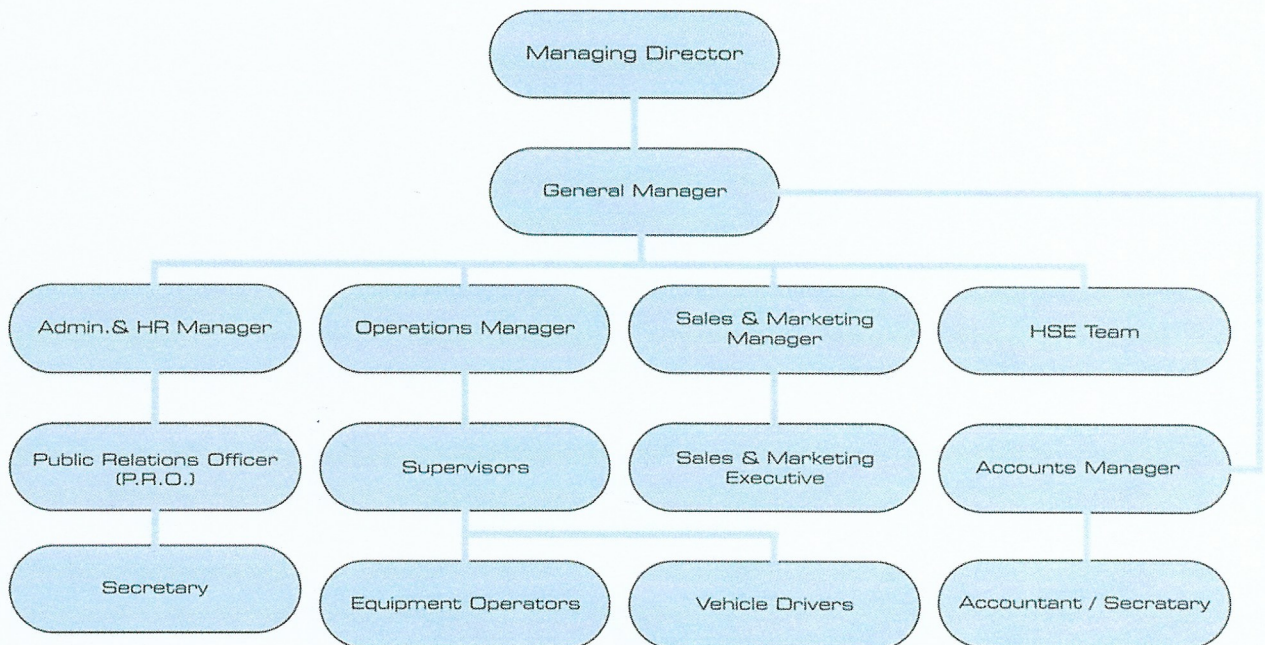 Managing Director
General Manager
Admin.& HR Manager
Operations Manager
Sales & Marketing
Manager
HSE Team
Public Relations Officer
(P.R.O.)
Supervisors
Sales & Marketing
Executive
Accounts Manager
Secretary
Equipment Operators
Vehicle Drivers
Accountant / Secratary